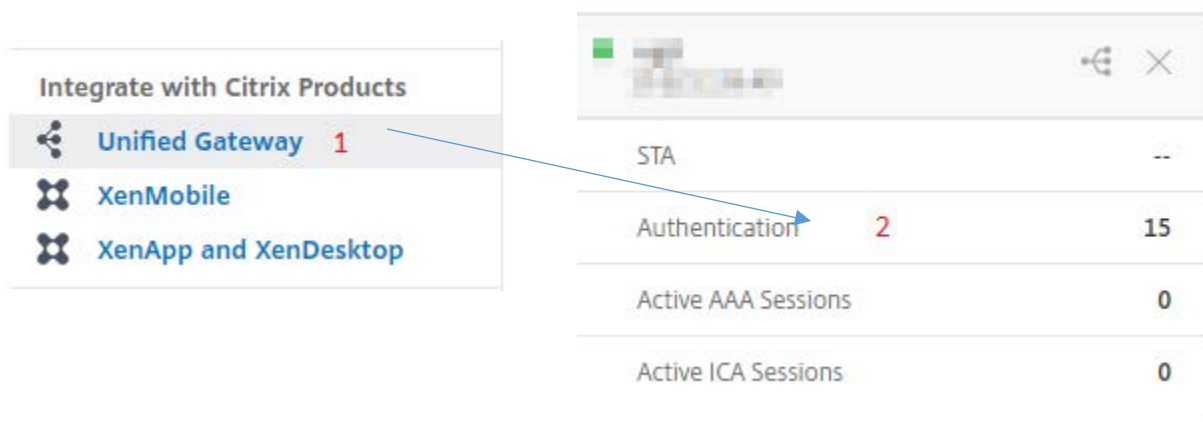 Integrate with Citrix Products
Unified Gateway 1
XenMobile
XenApp and XenDesktop
STA --
Authentication 2 15
Active AAA Sessions 0
Active ICA Sessions 0